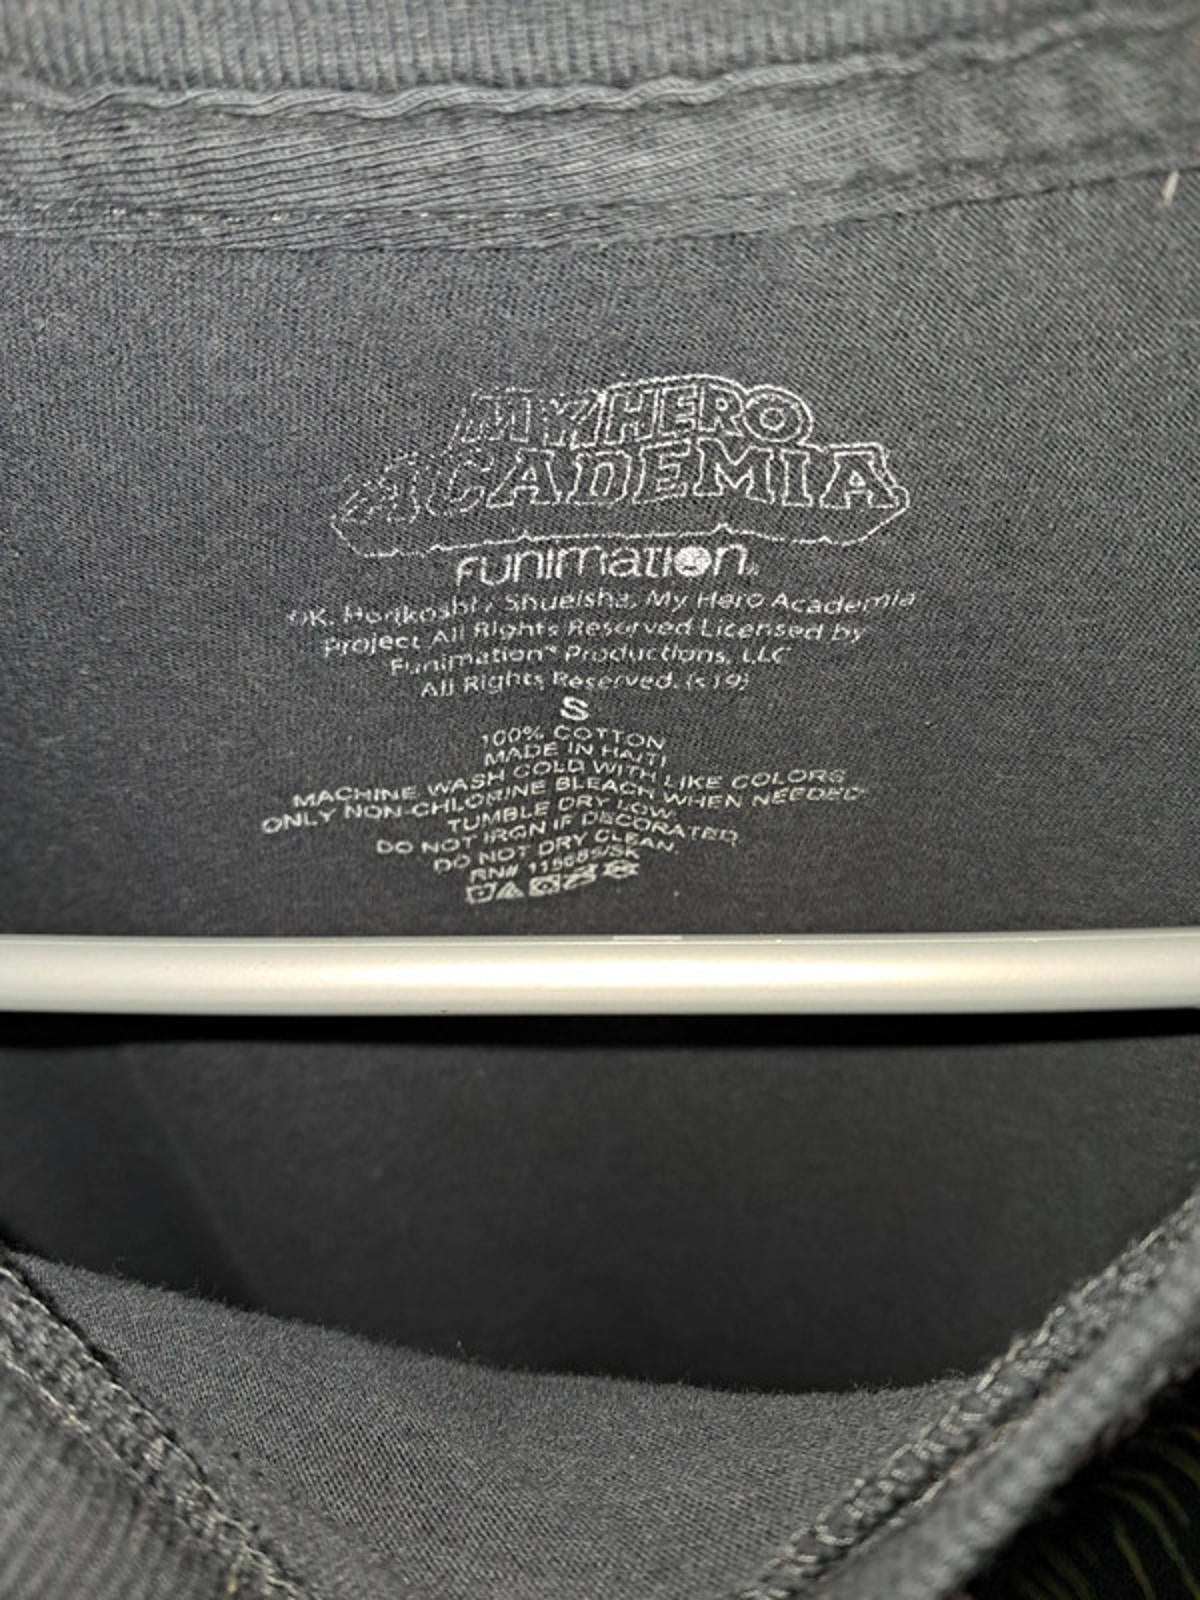 MY HERO
ACADEMIA
FUNIMATION.
©K. Horikoshi / Shueisha, My Hero Academia
Project All Rights Reserved Licensed by
Funimation® Productions, LLC
All Rights Reserved. (s19)
S
100% COTTON
MADE IN HAITI
MACHINE WASH COLD WITH LIKE COLORS
ONLY NON-CHLORINE BLEACH WHEN NEEDED
TUMBLE DRY LOW.
DO NOT IRON IF DECORATED.
DO NOT DRY CLEAN.
RN#